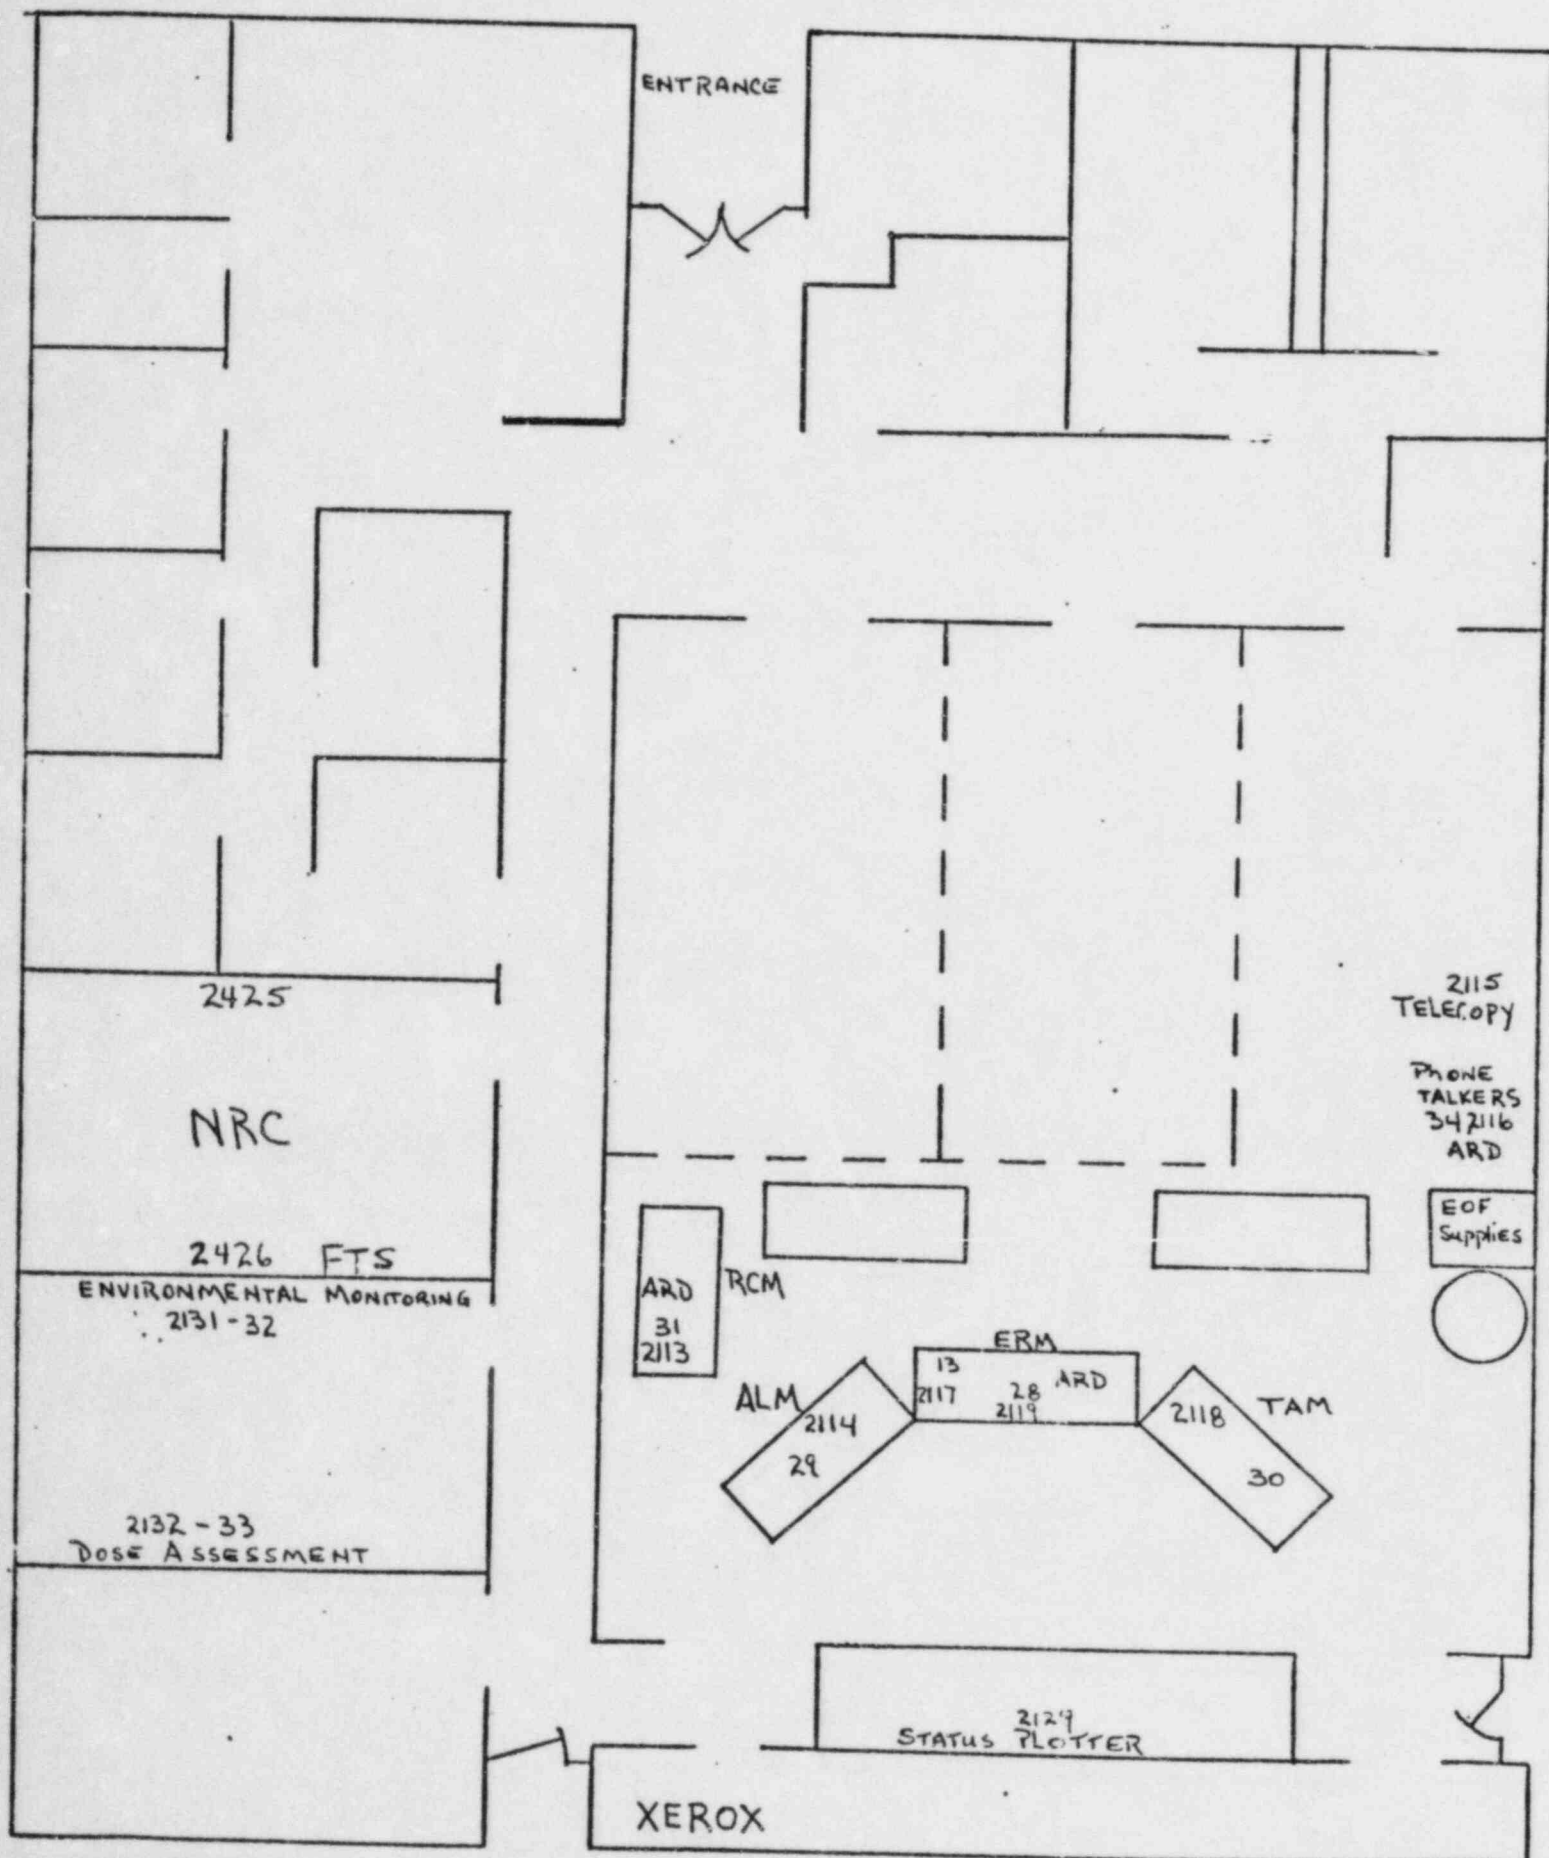 ENTRANCE
2425
NRC
2426 FTS
ENVIRONMENTAL MONITORING
2131-32
2132-33
DOSE ASSESSMENT
2115
TELECOPY
PHONE
TALKERS
342116
ARD
EOF
Supplies
ARD
31
2113
RCM
ALM
2114
29
ERM
13
2117
28
2119
ARD
2118
TAM
30
2129
STATUS PLOTTER
XEROX